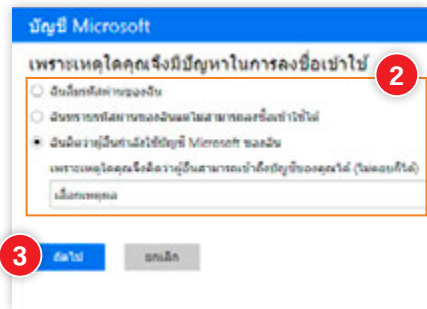 บัญชี Microsoft
เพราะเหตุใดคุณจึงมีปัญหาในการลงชื่อเข้าใช้
2
ฉันลืมรหัสผ่านของฉัน
ฉันทราบรหัสผ่านของฉันแต่ไม่สามารถลงชื่อเข้าใช้ได้
ฉันคิดว่าผู้อื่นกำลังใช้บัญชี Microsoft ของฉัน
เพราะเหตุใดคุณจึงคิดว่าผู้อื่นสามารถเข้าถึงบัญชีของคุณได้ (ไม่ตอบก็ได้)
เลือกเหตุผล
3
ถัดไป ยกเลิก